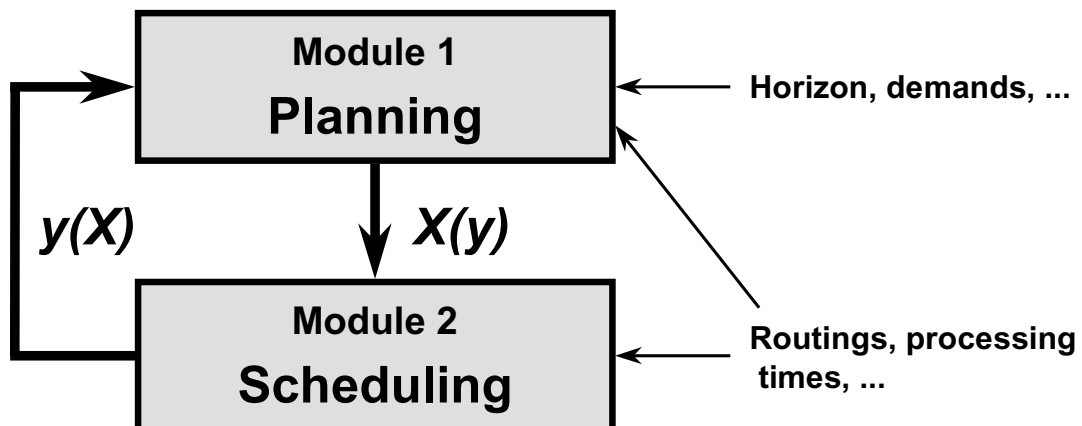 Module 1
Planning
Horizon, demands, ...
y(X)
X(y)
Module 2
Scheduling
Routings, processing
times, ...